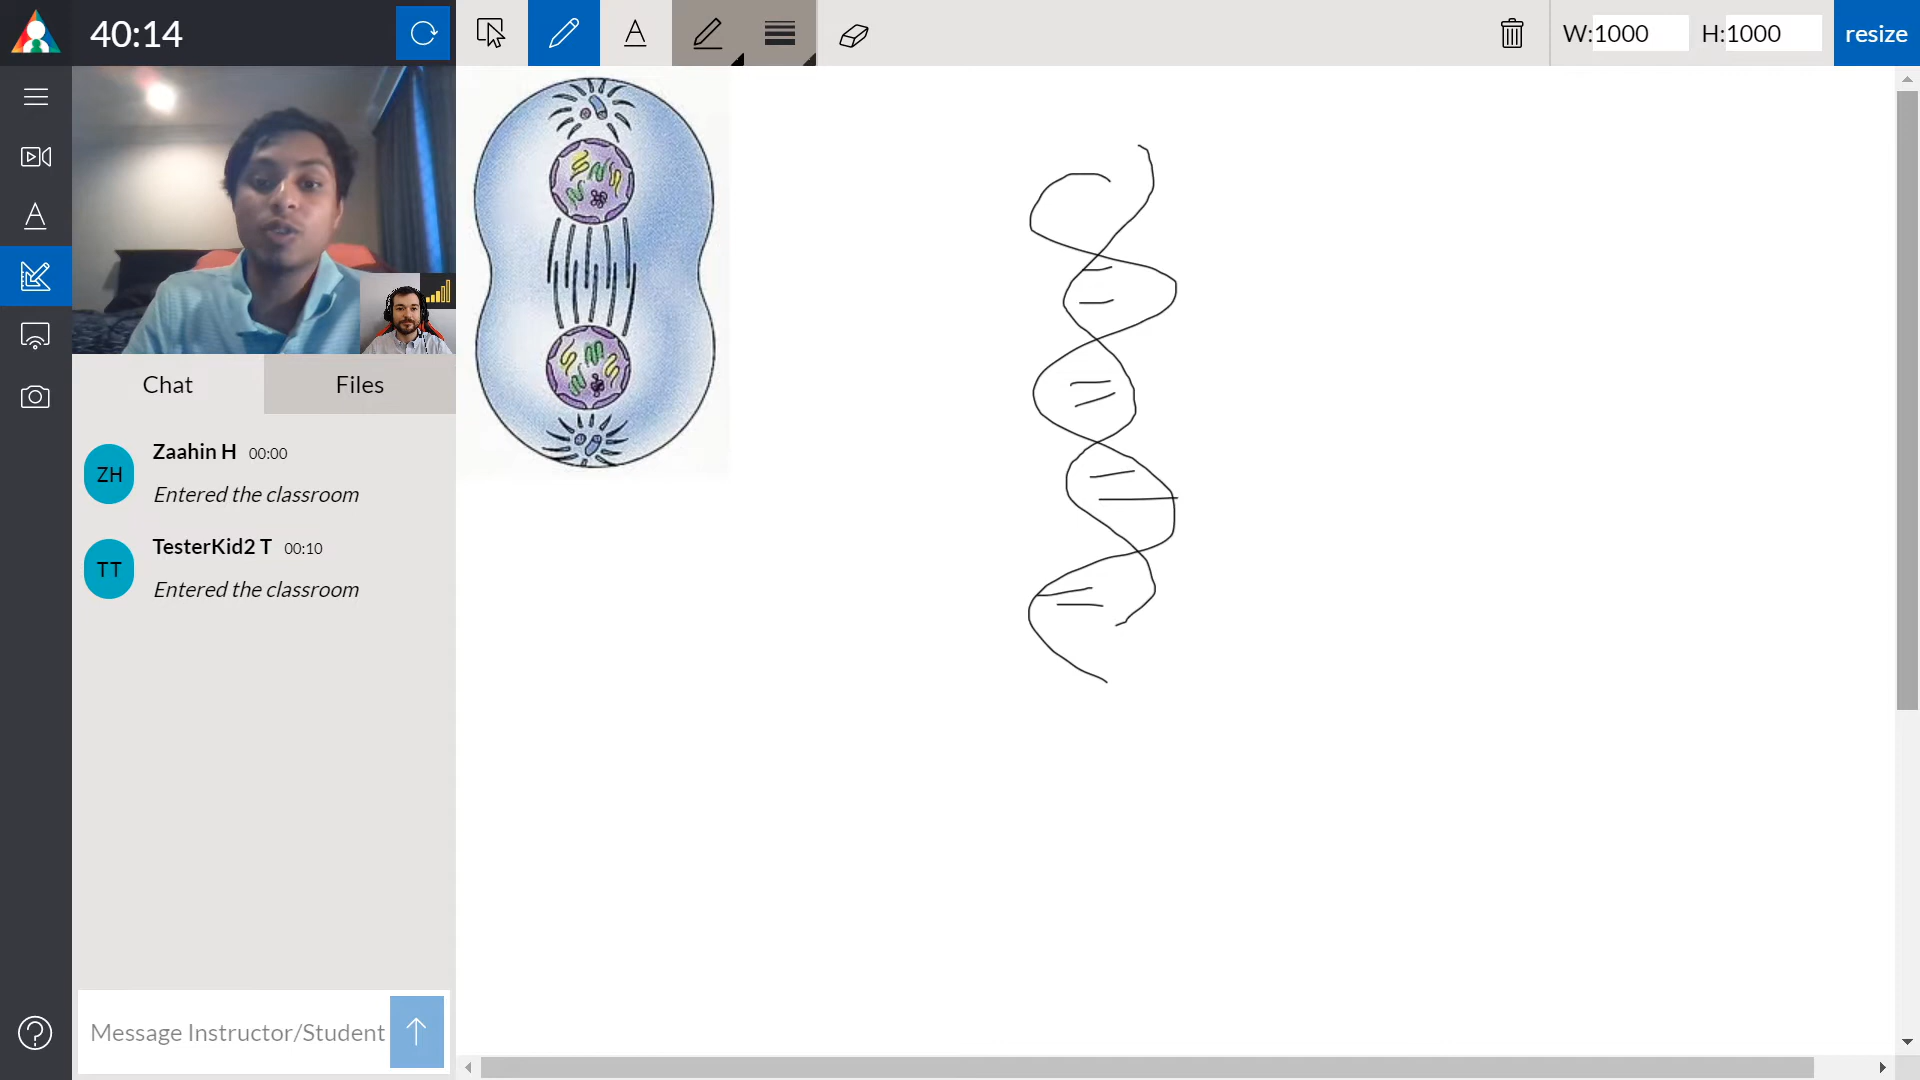 40:14
A
W:1000
H:1000
resize
A
Chat
Files
ZH
Zaahin H 00:00
Entered the classroom
TT
TesterKid2 T 00:10
Entered the classroom
Message Instructor/Student
?